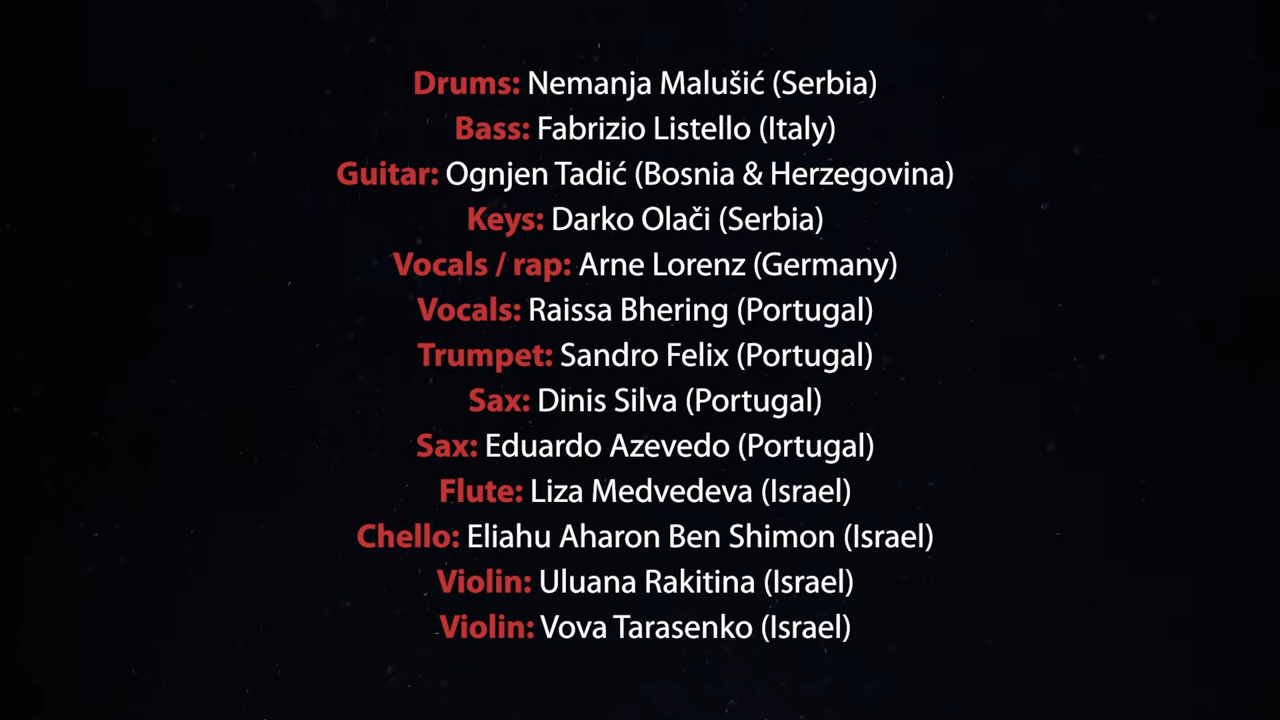 Drums: Nemanja Malušić (Serbia)
Bass: Fabrizio Listello (Italy)
Guitar: Ognjen Tadić (Bosnia & Herzegovina)
Keys: Darko Olači (Serbia)
Vocals / rap: Arne Lorenz (Germany)
Vocals: Raissa Bhering (Portugal)
Trumpet: Sandro Felix (Portugal)
Sax: Dinis Silva (Portugal)
Sax: Eduardo Azevedo (Portugal)
Flute: Liza Medvedeva (Israel)
Chello: Eliahu Aharon Ben Shimon (Israel)
Violin: Uluana Rakitina (Israel)
Violin: Vova Tarasenko (Israel)